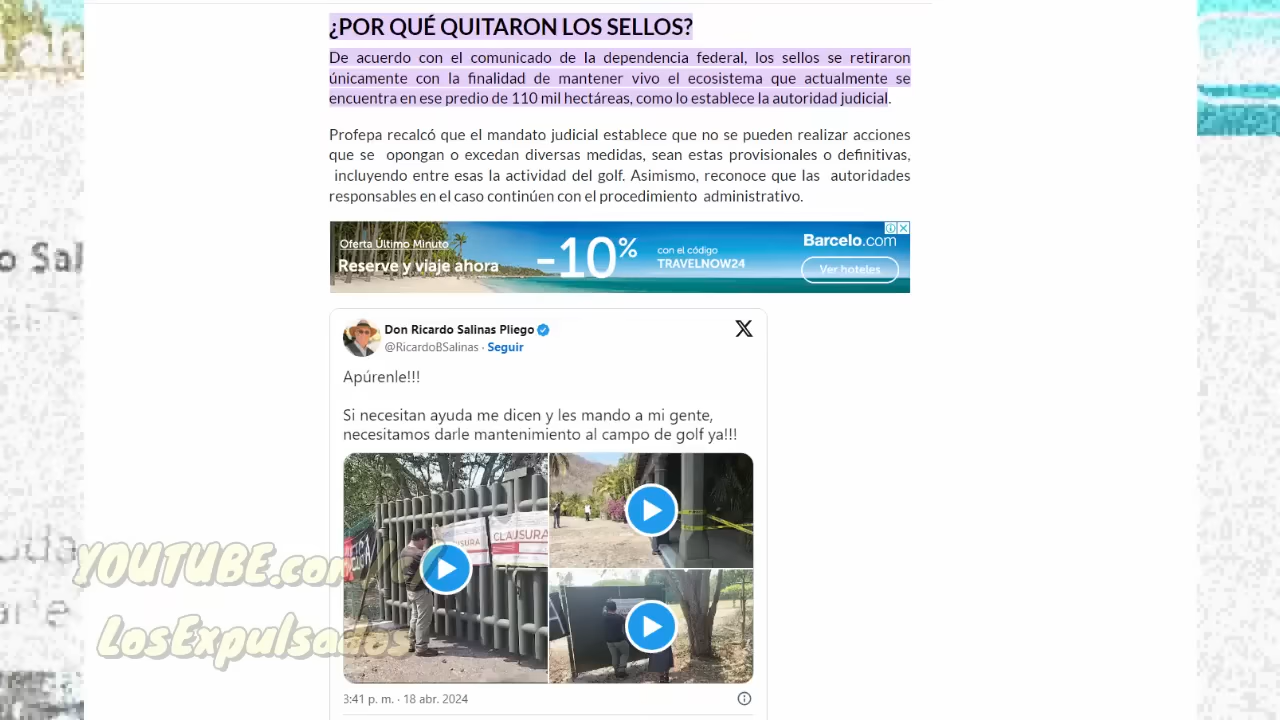 ¿POR QUÉ QUITARON LOS SELLOS?
De acuerdo con el comunicado de la dependencia federal, los sellos se retiraron
únicamente con la finalidad de mantener vivo el ecosistema que actualmente se
encuentra en ese predio de 110 mil hectáreas, como lo establece la autoridad judicial.
Profepa recalcó que el mandato judicial establece que no se pueden realizar acciones
que se opongan o excedan diversas medidas, sean estas provisionales o definitivas,
incluyendo entre esas la actividad del golf. Asimismo, reconoce que las autoridades
responsables en el caso continúen con el procedimiento administrativo.
Oferta Último Minuto
Reserve y viaje ahora
-10%
con el código
TRAVELNOW24
Barcelo.com
Ver hoteles
Don Ricardo Salinas Pliego
@RicardoBSalinas · Seguir
Apúrenle!!!
Si necesitan ayuda me dicen y les mando a mi gente,
necesitamos darle mantenimiento al campo de golf ya!!!
CLAUSURA
3:41 p. m. · 18 abr. 2024
o Sal
YOUTUBE.com/
LosExpulsados